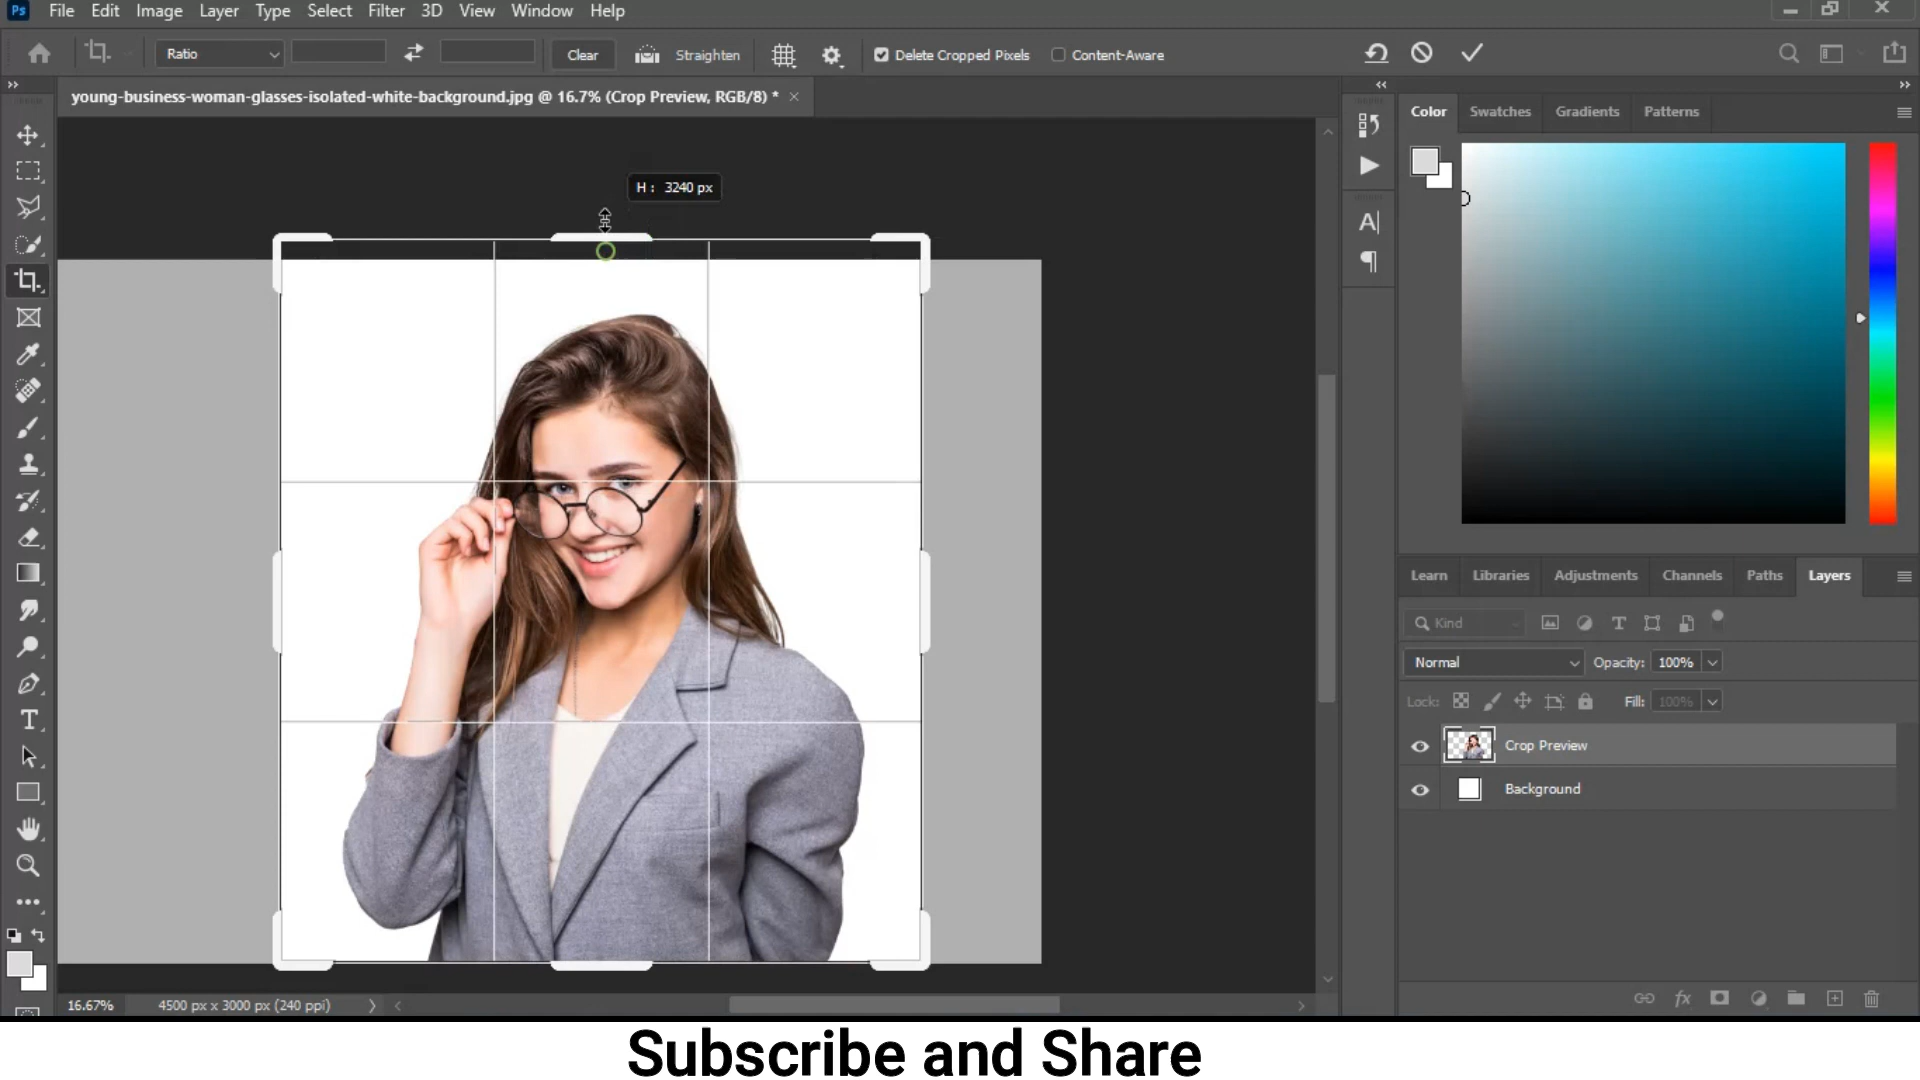 Ps File Edit Image Layer Type Select Filter 3D View Window Help
Ratio Clear Straighten Delete Cropped Pixels Content-Aware
young-business-woman-glasses-isolated-white-background.jpg @ 16.7% (Crop Preview, RGB/8) *
Color Swatches Gradients Patterns
H : 3240 px
Learn Libraries Adjustments Channels Paths Layers
Kind
Normal Opacity: 100%
Lock: Fill: 100%
Crop Preview
Background
16.67% 4500 px x 3000 px (240 ppi)
Subscribe and Share